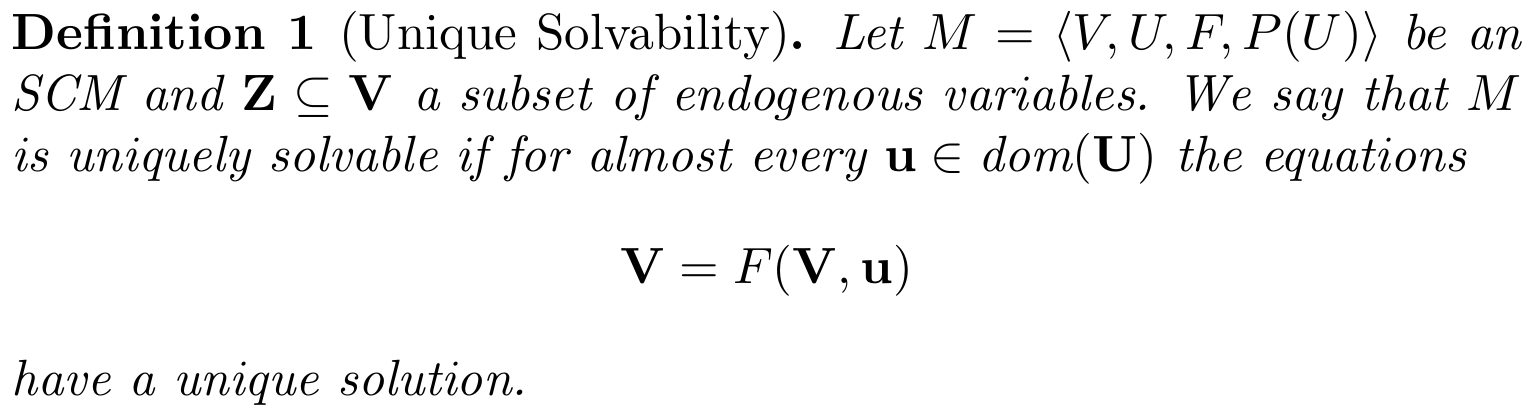 Definition 1 (Unique Solvability). Let M = ⟨V, U, F, P(U)⟩ be an
SCM and Z ⊆ V a subset of endogenous variables. We say that M
is uniquely solvable if for almost every u ∈ dom(U) the equations
V = F(V, u)
have a unique solution.